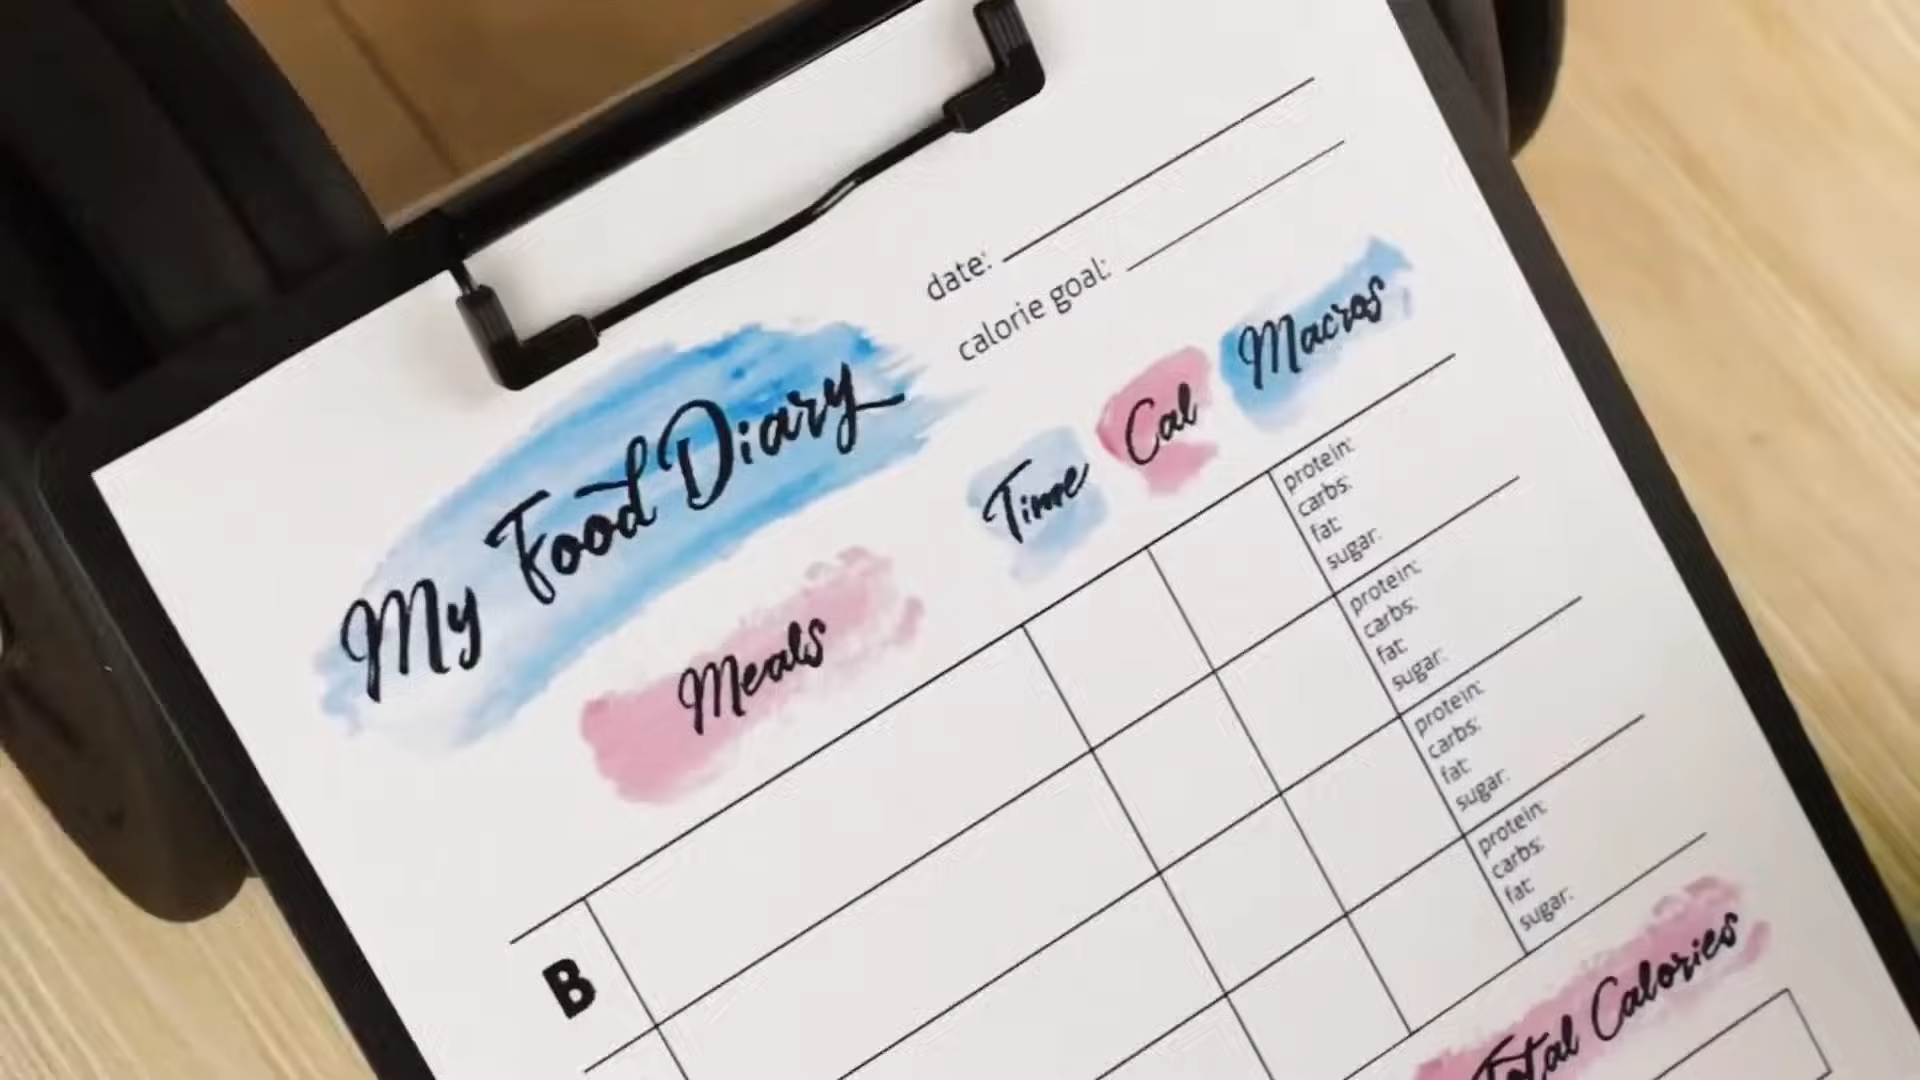 date:
calorie goal:
My Food Diary
Meals
Time
Cal
Macros
B
protein:
carbs:
fat:
sugar:
protein:
carbs:
fat:
sugar:
protein:
carbs:
fat:
sugar:
protein:
carbs:
fat:
sugar:
Total Calories